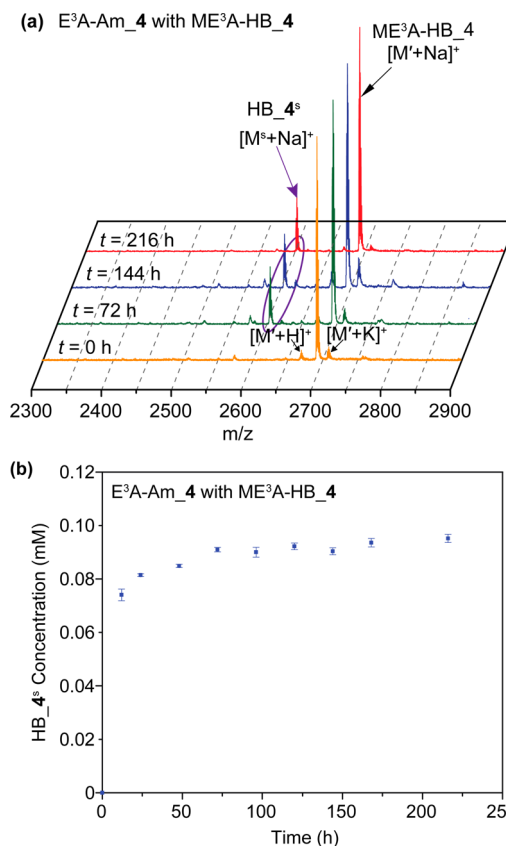 (a) E³A-Am_4 with ME³A-HB_4
ME³A-HB_4
[M′+Na]⁺
HB_4ˢ
[Mˢ+Na]⁺
t = 216 h
t = 144 h
t = 72 h
[M′+H]⁺ [M′+K]⁺
t = 0 h
2300 2400 2500 2600 2700 2800 2900
m/z
(b)
E³A-Am_4 with ME³A-HB_4
HB_4ˢ Concentration (mM)
0.12
0.10
0.08
0.06
0.04
0.02
0
0 50 100 150 200 250
Time (h)